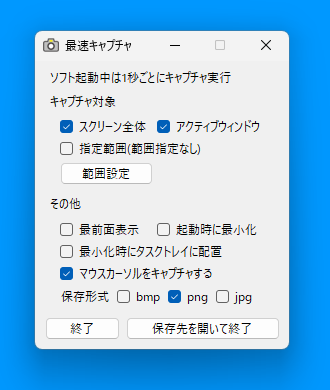 最速キャプチャ
ソフト起動中は1秒ごとにキャプチャ実行
キャプチャ対象
スクリーン全体 アクティブウィンドウ
指定範囲(範囲指定なし)
範囲設定
その他
最前面表示 起動時に最小化
最小化時にタスクトレイに配置
マウスカーソルをキャプチャする
保存形式 bmp png jpg
終了 保存先を開いて終了